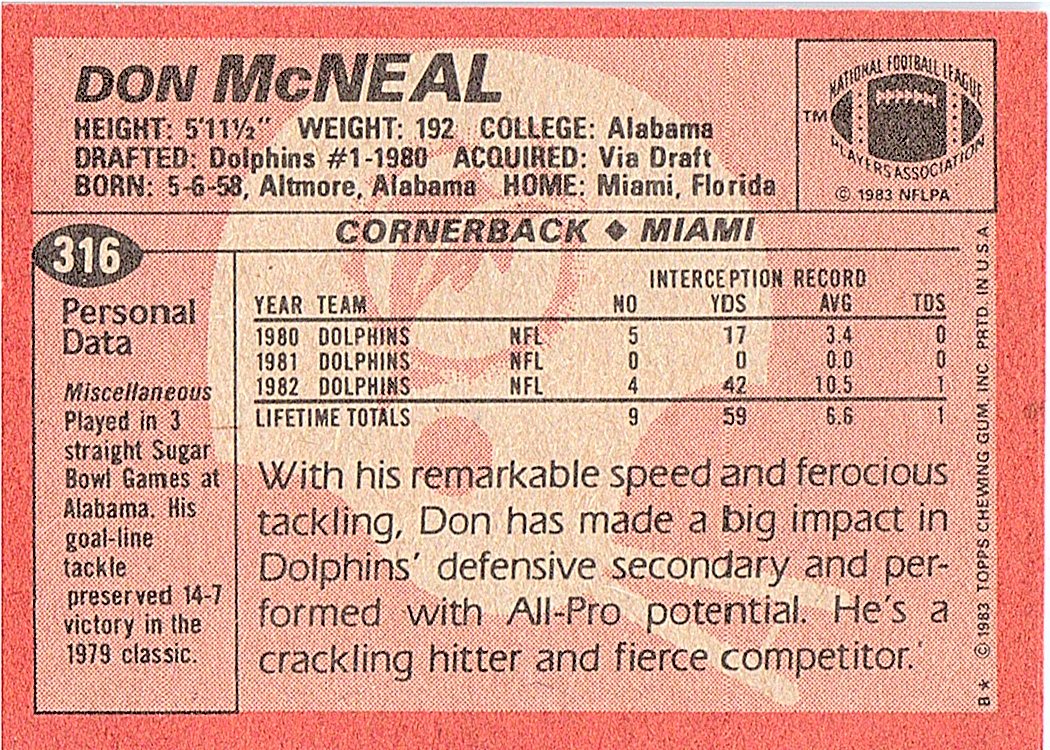 DON McNEAL
HEIGHT: 5'11½" WEIGHT: 192 COLLEGE: Alabama
DRAFTED: Dolphins #1-1980 ACQUIRED: Via Draft
BORN: 5-6-58, Altmore, Alabama HOME: Miami, Florida
NATIONAL FOOTBALL LEAGUE
TM
PLAYERS ASSOCIATION
© 1983 NFLPA
CORNERBACK ◆ MIAMI
316
Personal
Data
Miscellaneous
Played in 3
straight Sugar
Bowl Games at
Alabama. His
goal-line
tackle
preserved 14-7
victory in the
1979 classic.
INTERCEPTION RECORD
YEAR TEAM NO YDS AVG TDS
1980 DOLPHINS NFL 5 17 3.4 0
1981 DOLPHINS NFL 0 0 0.0 0
1982 DOLPHINS NFL 4 42 10.5 1
LIFETIME TOTALS 9 59 6.6 1
With his remarkable speed and ferocious
tackling, Don has made a big impact in
Dolphins' defensive secondary and per-
formed with All-Pro potential. He's a
crackling hitter and fierce competitor.
B* © 1983 TOPPS CHEWING GUM, INC. PRTD. IN U.S.A.